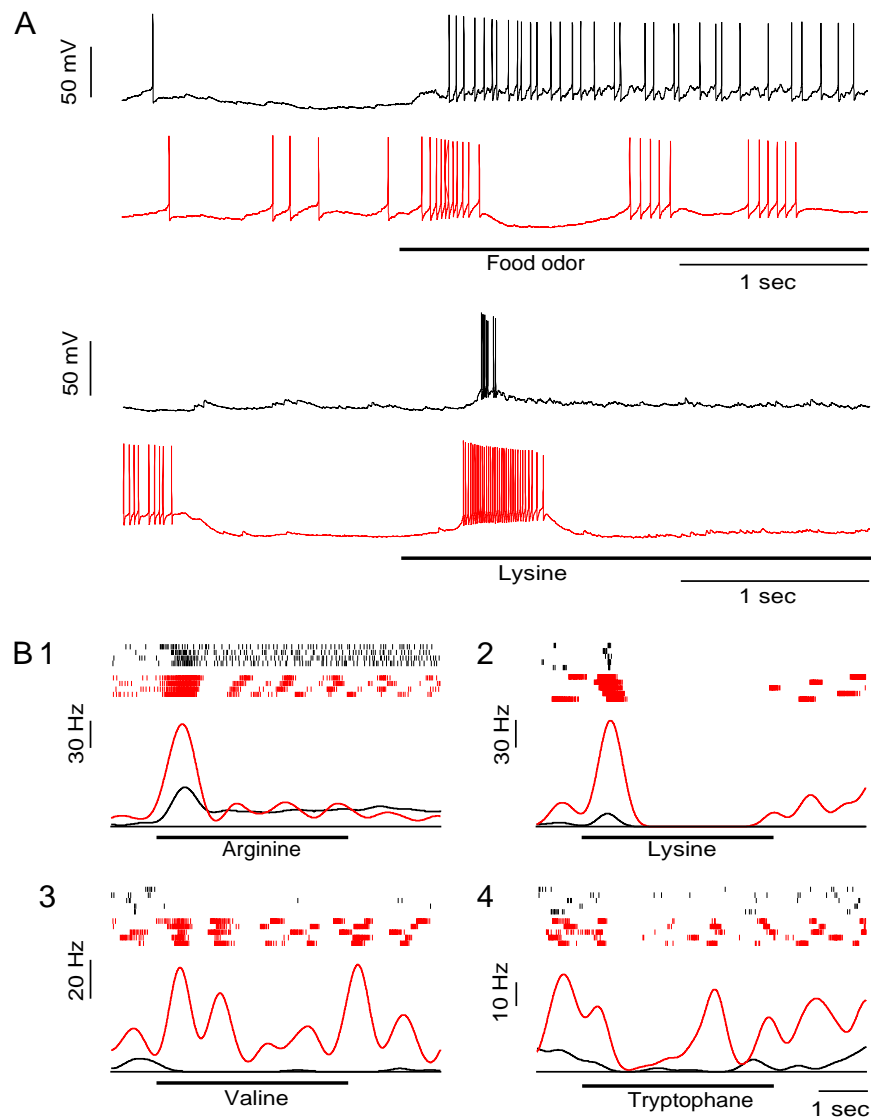 A
50 mV
Food odor
1 sec
50 mV
Lysine
1 sec
B 1
30 Hz
Arginine
2
30 Hz
Lysine
3
20 Hz
Valine
4
10 Hz
Tryptophane
1 sec